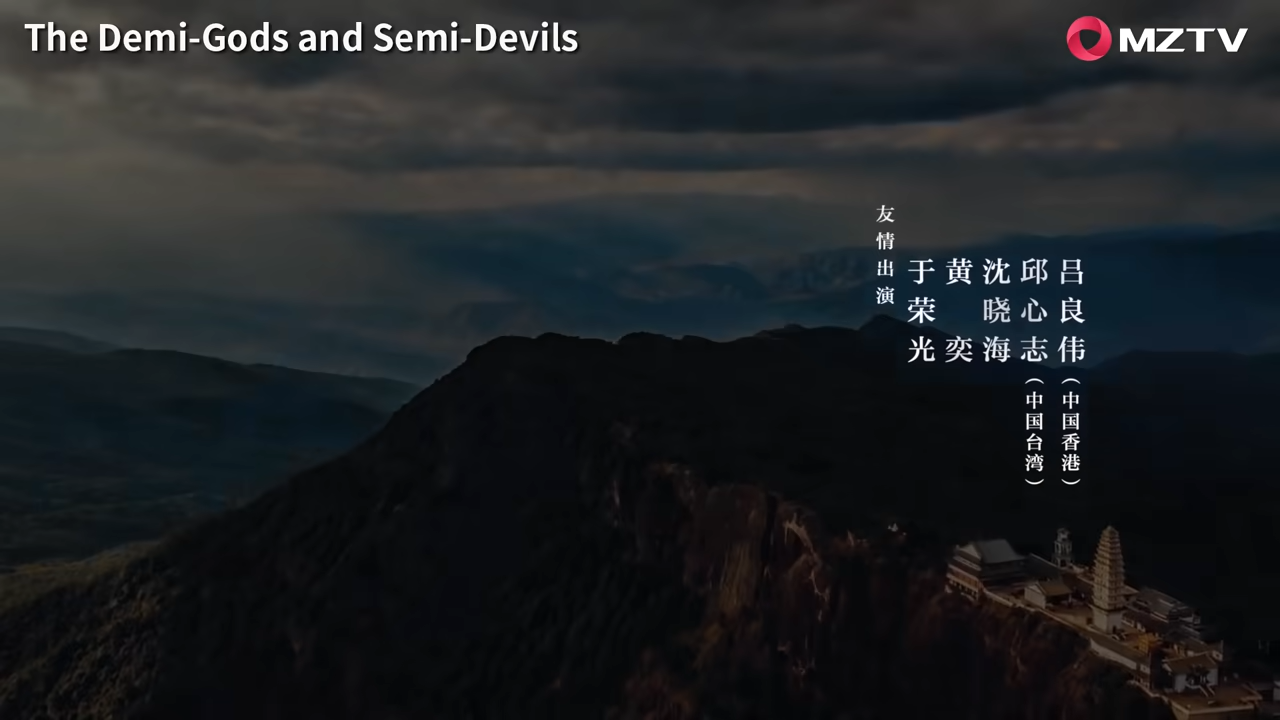 The Demi-Gods and Semi-Devils
MZTV
友情出演
于荣光
黄奕
沈晓海
邱心志(中国台湾)
吕良伟(中国香港)